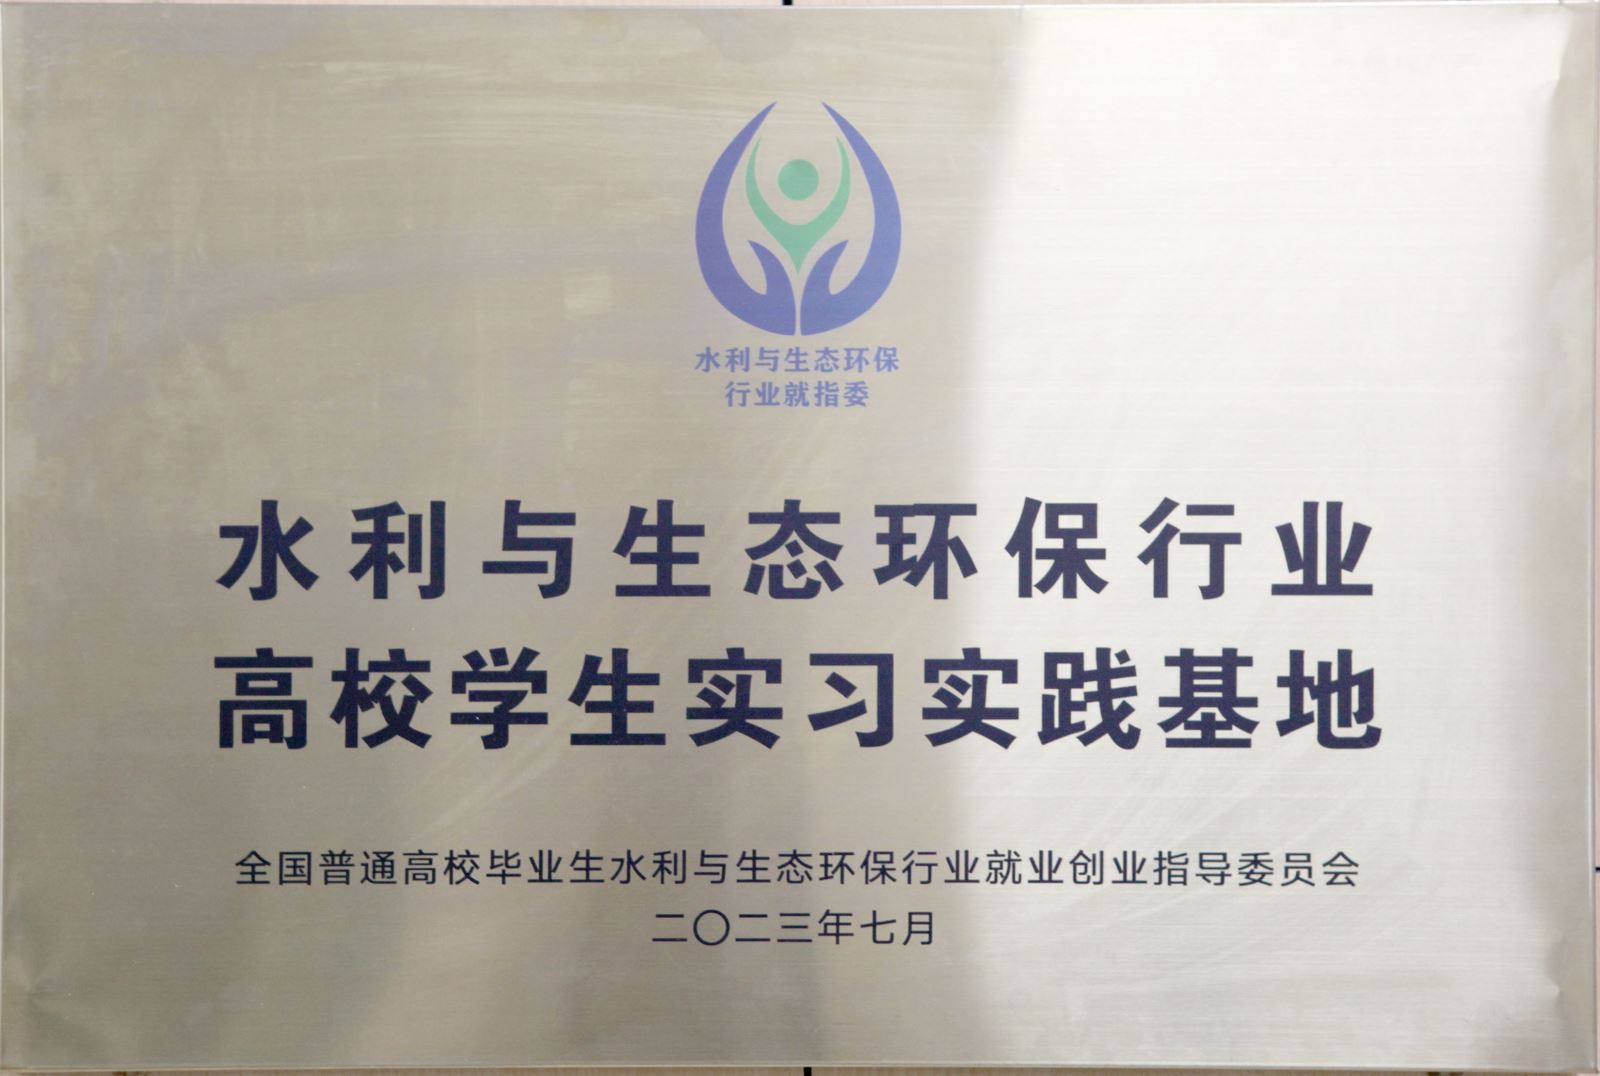 水利与生态环保
行业就指委
水利与生态环保行业
高校学生实习实践基地
全国普通高校毕业生水利与生态环保行业就业创业指导委员会
二〇二三年七月